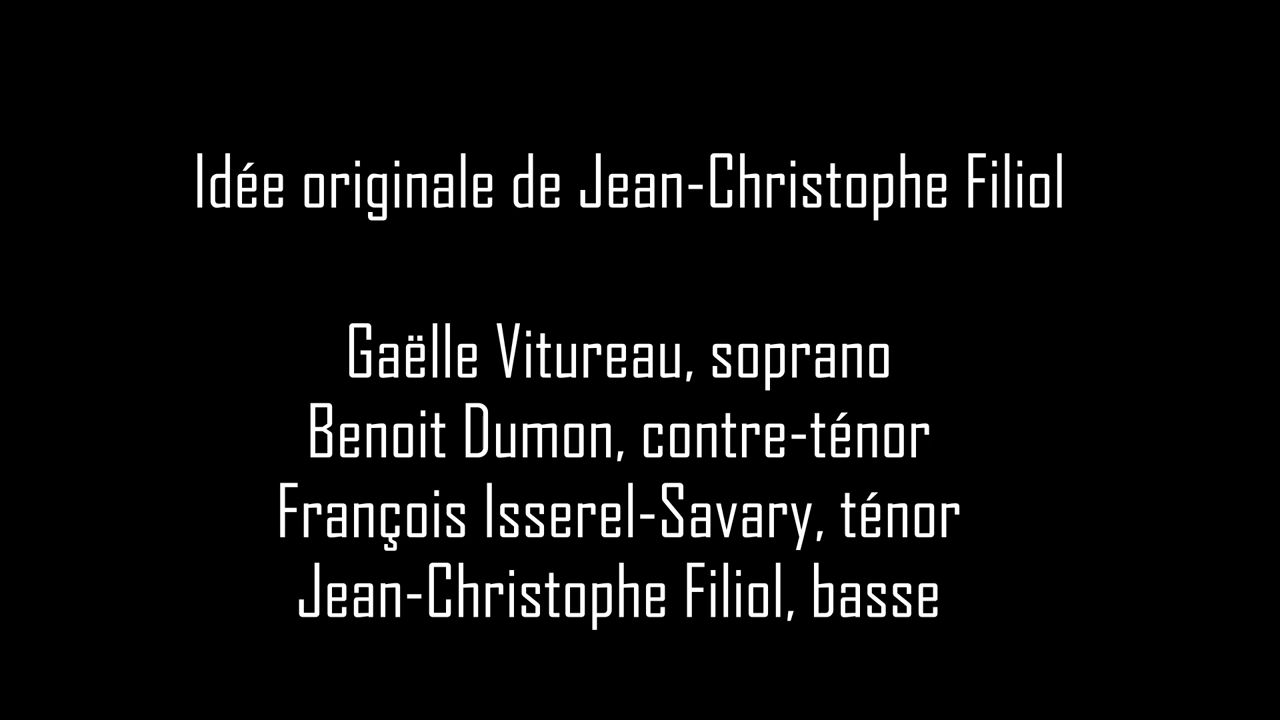 Idée originale de Jean-Christophe Filiol
Gaëlle Vitureau, soprano
Benoit Dumon, contre-ténor
François Isserel-Savary, ténor
Jean-Christophe Filiol, basse